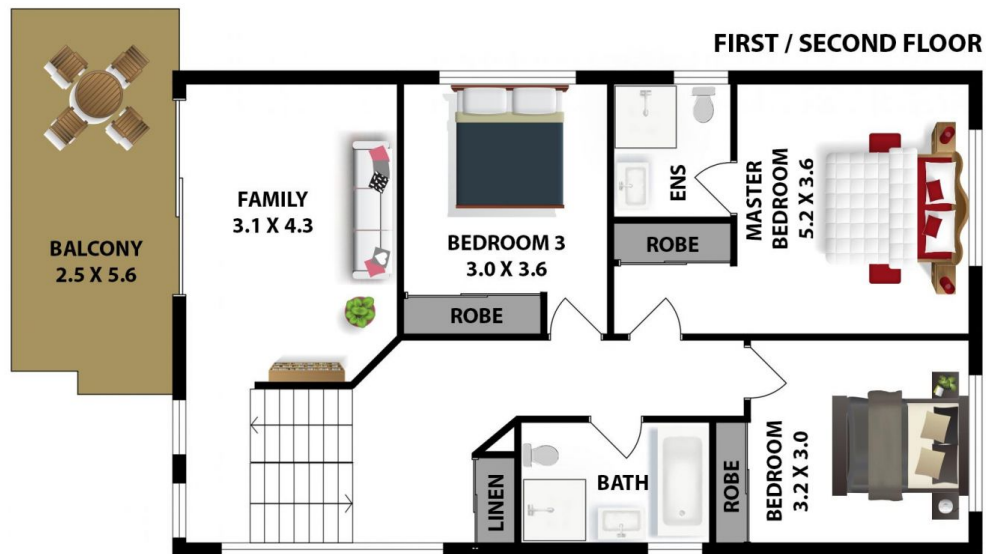 FIRST / SECOND FLOOR
BALCONY
2.5 X 5.6
FAMILY
3.1 X 4.3
BEDROOM 3
3.0 X 3.6
ROBE
ENS
ROBE
MASTER
BEDROOM
5.2 X 3.6
LINEN
BATH
ROBE
BEDROOM
3.2 X 3.0